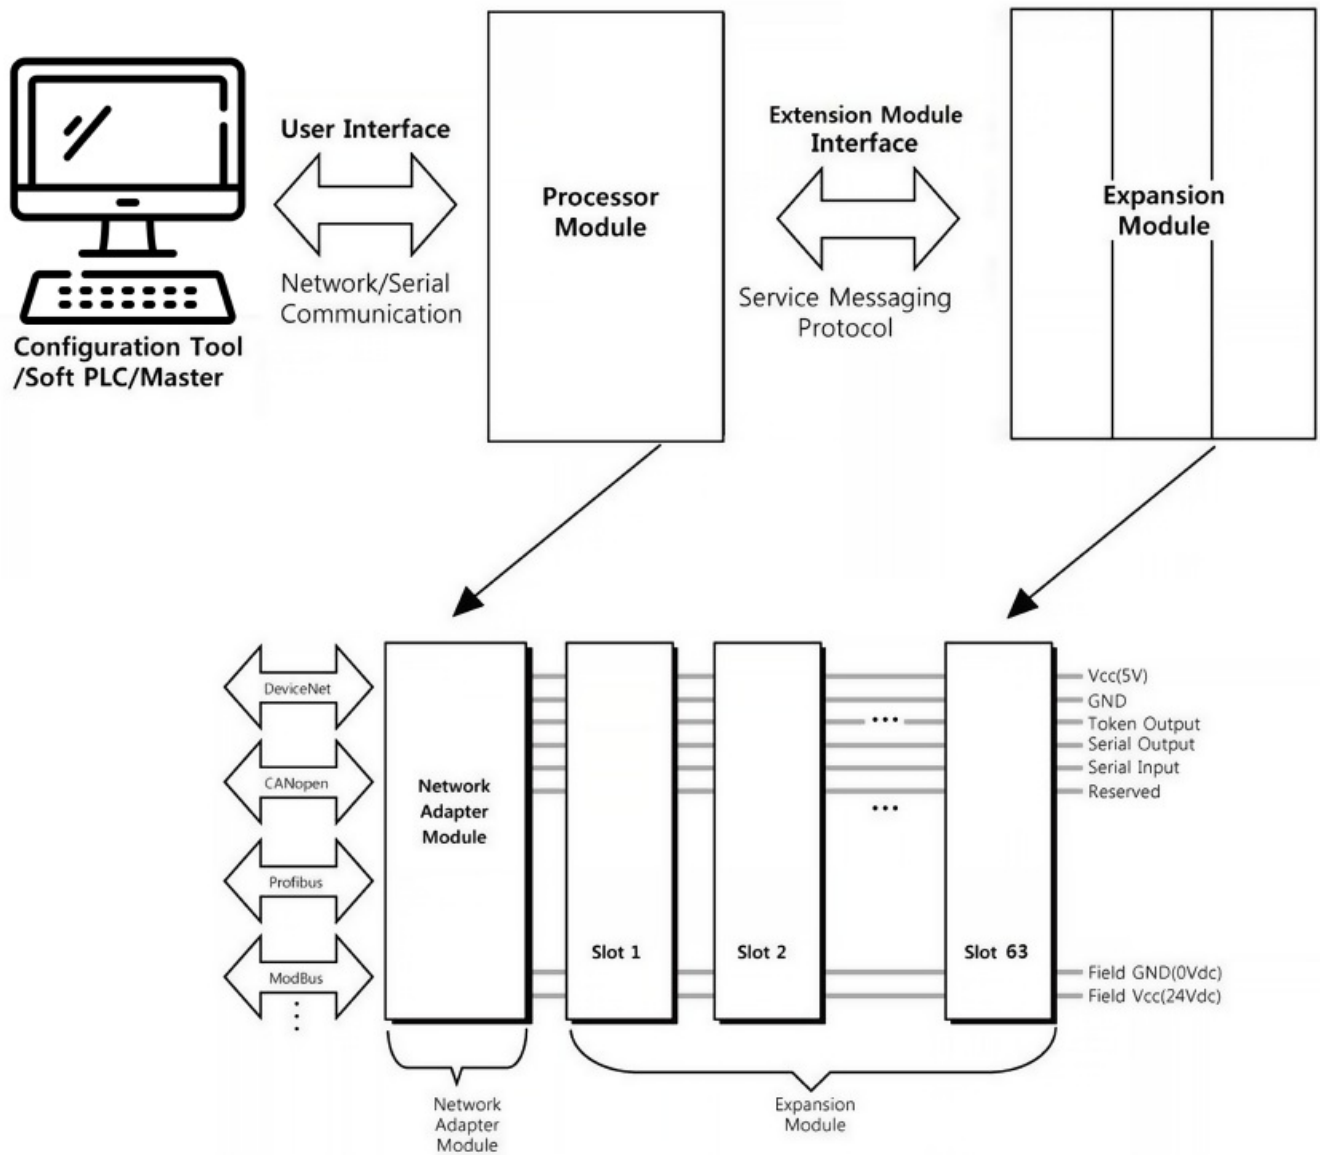 User Interface
Network/Serial
Communication
Configuration Tool
/Soft PLC/Master
Processor
Module
Extension Module
Interface
Service Messaging
Protocol
Expansion
Module
DeviceNet
CANopen
Profibus
ModBus
Network
Adapter
Module
Slot 1
Slot 2
Slot 63
Vcc(5V)
GND
Token Output
Serial Output
Serial Input
Reserved
Field GND(0Vdc)
Field Vcc(24Vdc)
Network
Adapter
Module
Expansion
Module